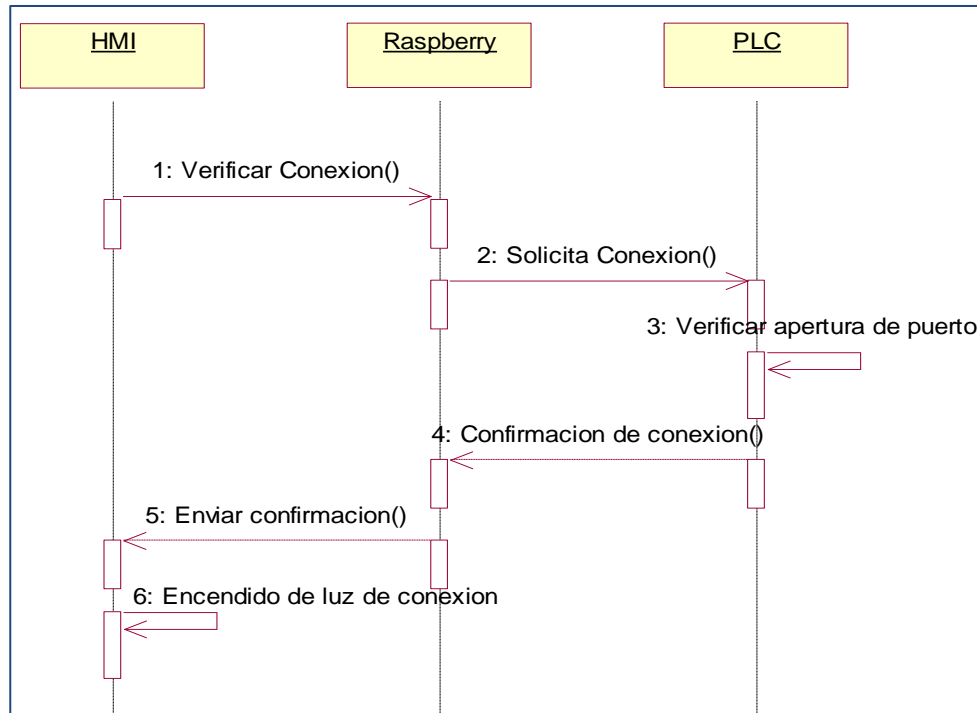 HMI
Raspberry
PLC
1: Verificar Conexion()
2: Solicita Conexion()
3: Verificar apertura de puerto
4: Confirmacion de conexion()
5: Enviar confirmacion()
6: Encendido de luz de conexion